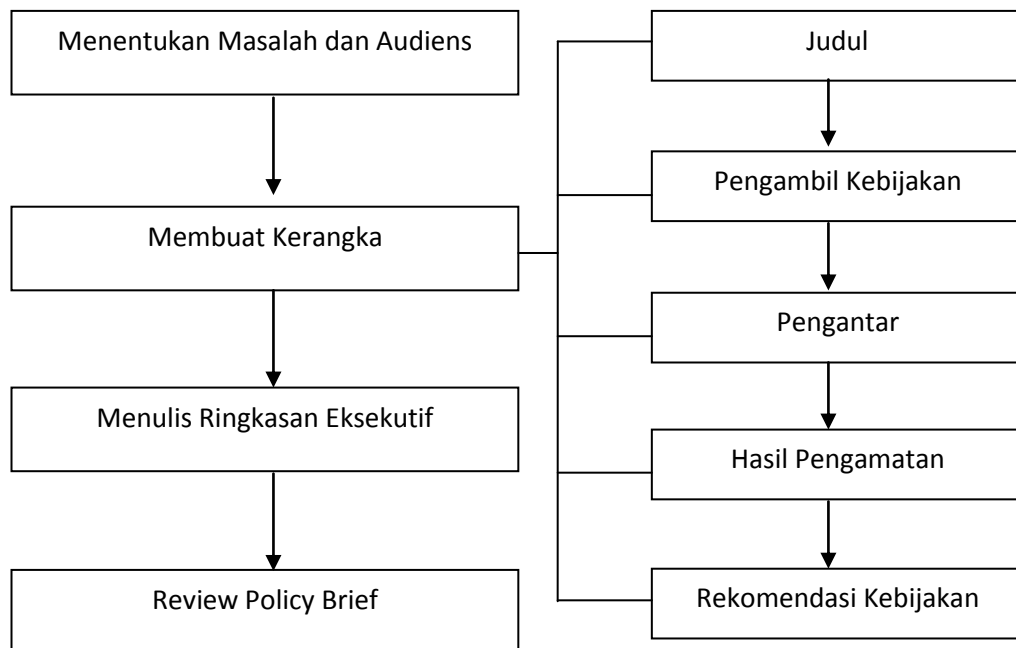 Menentukan Masalah dan Audiens
Membuat Kerangka
Menulis Ringkasan Eksekutif
Review Policy Brief
Judul
Pengambil Kebijakan
Pengantar
Hasil Pengamatan
Rekomendasi Kebijakan